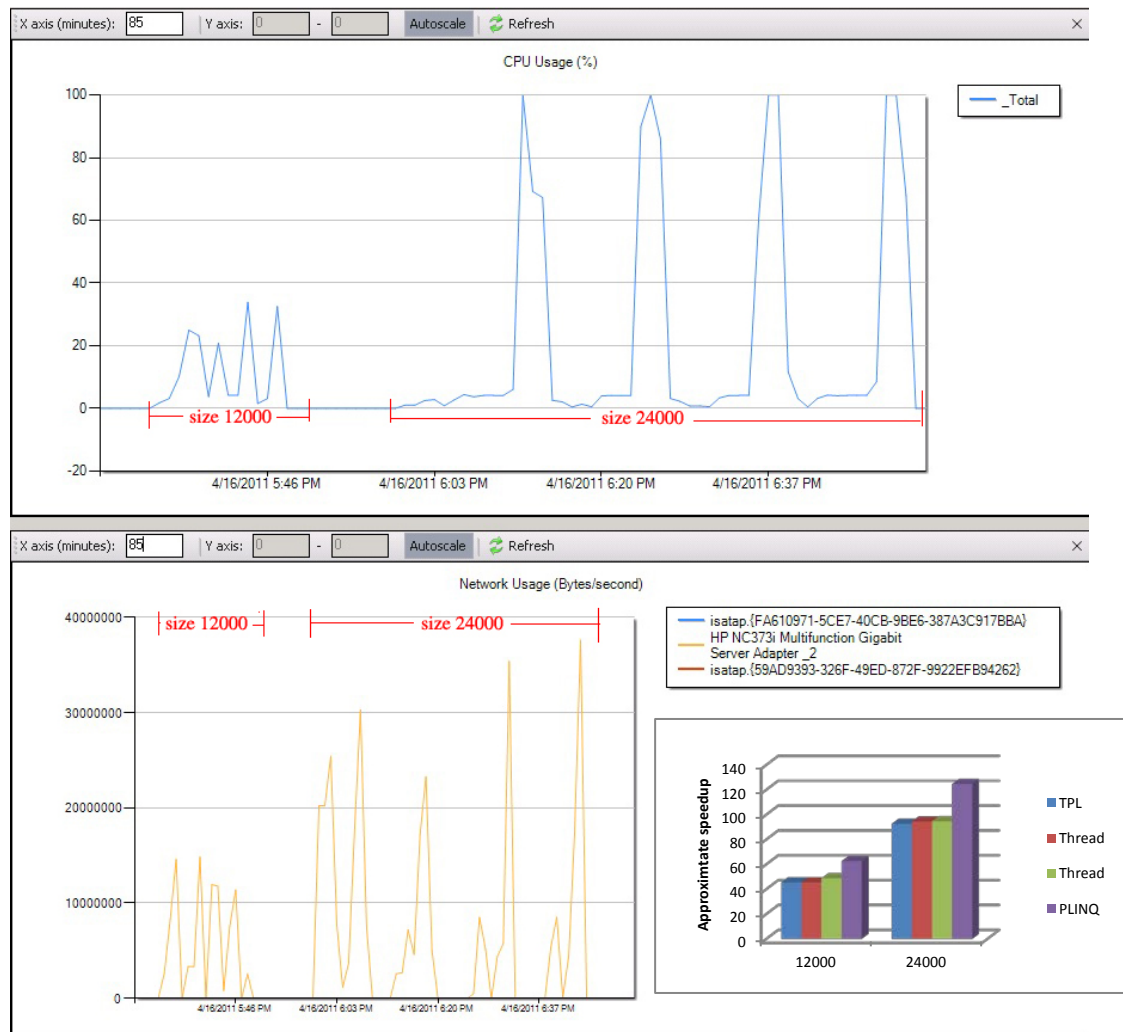 X axis (minutes): 85 Y axis: 0 - 0 Autoscale Refresh
CPU Usage (%)
_Total
100
80
60
40
20
0
-20
size 12000
size 24000
4/16/2011 5:46 PM 4/16/2011 6:03 PM 4/16/2011 6:20 PM 4/16/2011 6:37 PM
X axis (minutes): 85 Y axis: 0 - 0 Autoscale Refresh
Network Usage (Bytes/second)
size 12000
size 24000
40000000
30000000
20000000
10000000
0
4/16/2011 5:46 PM 4/16/2011 6:03 PM 4/16/2011 6:20 PM 4/16/2011 6:37 PM
isatap.{FA610971-5CE7-40CB-9BE6-387A3C917BBA}
HP NC373i Multifunction Gigabit
Server Adapter _2
isatap.{59AD9393-326F-49ED-872F-9922EFB94262}
Approximtate speedup
140
120
100
80
60
40
20
0
12000 24000
TPL
Thread
Thread
PLINQ